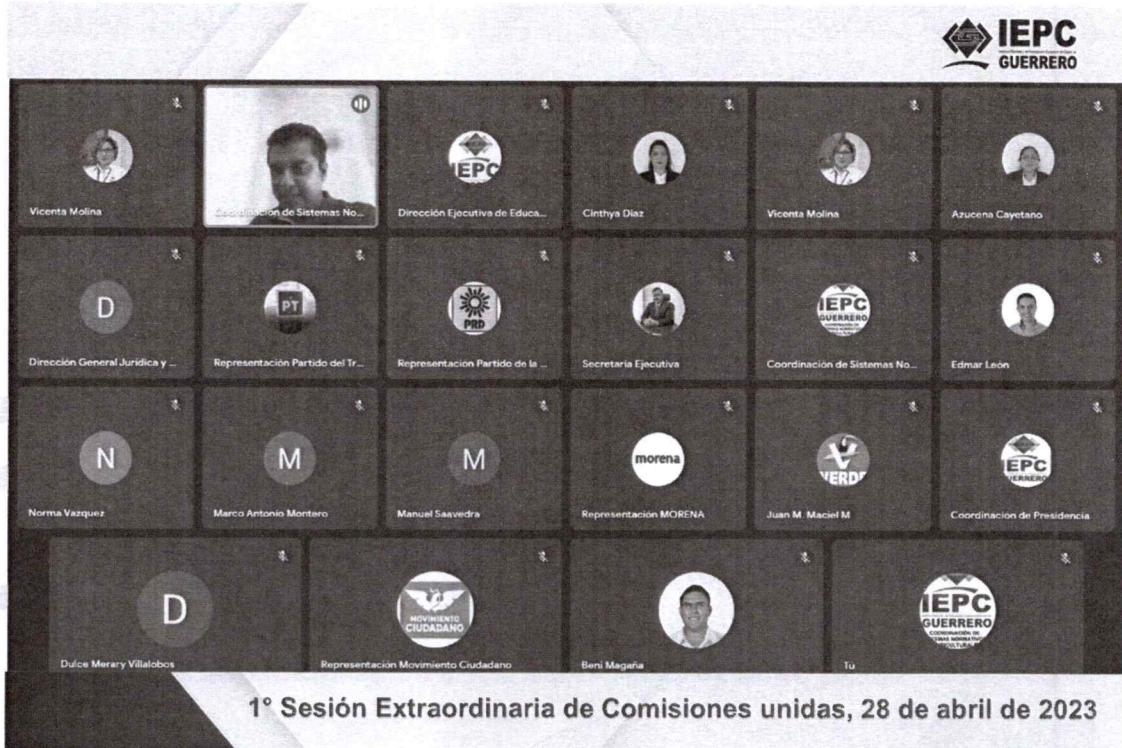 IEPC
GUERRERO
Vicenta Molina
Coordinación de Sistemas No...
IEPC
Dirección Ejecutiva de Educa...
Cinthya Díaz
Vicenta Molina
Azucena Cayetano
D
Dirección General Jurídica y ...
PT
Representación Partido del Tr...
PRD
Representación Partido de la ...
Secretaria Ejecutiva
IEPC
GUERRERO
Coordinación de Sistemas No...
Edmar León
N
Norma Vazquez
M
Marco Antonio Montero
M
Manuel Saavedra
morena
Representación MORENA
VERDE
Juan M. Maciel M
IEPC
GUERRERO
Coordinacion de Presidencia
D
Dulce Merary Villalobos
MOVIMIENTO
CIUDADANO
Representación Movimiento Ciudadano
Beni Magaña
IEPC
GUERRERO
COORDINACIÓN DE
Tú
1° Sesión Extraordinaria de Comisiones unidas, 28 de abril de 2023